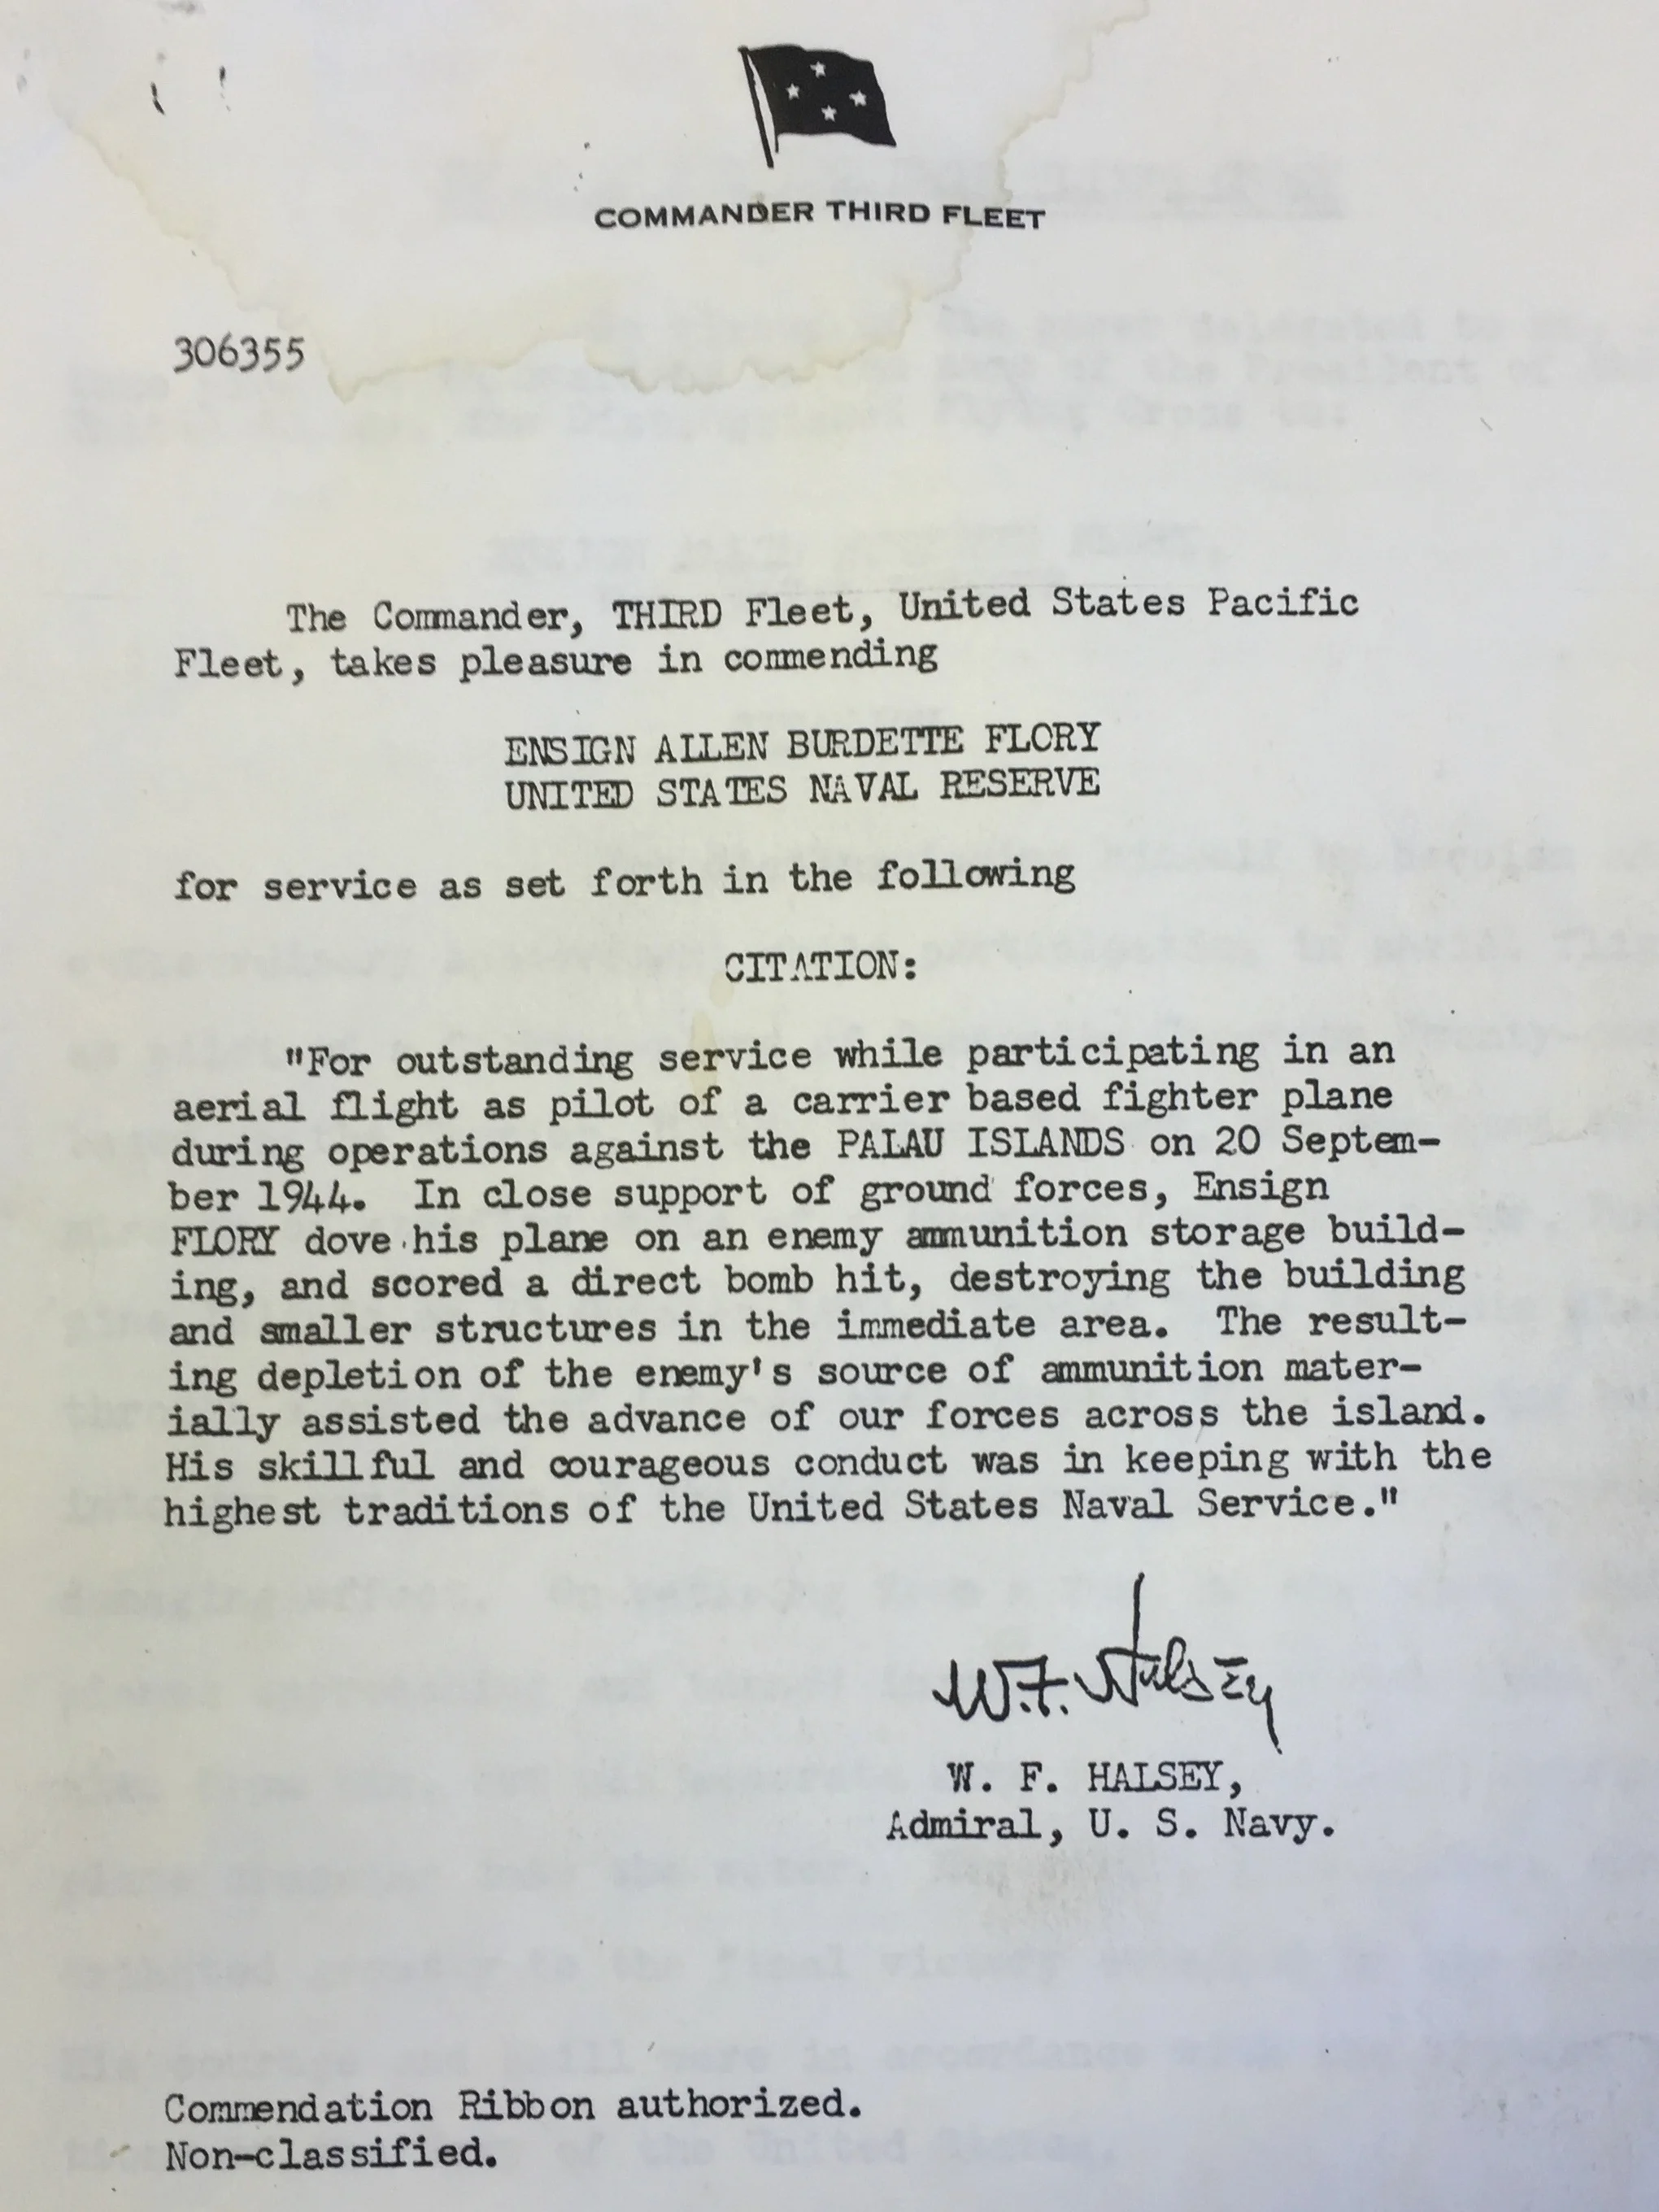 COMMANDER THIRD FLEET
306355
The Commander, THIRD Fleet, United States Pacific
Fleet, takes pleasure in commending
ENSIGN ALLEN BURDETTE FLORY
UNITED STATES NAVAL RESERVE
for service as set forth in the following
CITATION:
"For outstanding service while participating in an
aerial flight as pilot of a carrier based fighter plane
during operations against the PALAU ISLANDS on 20 Septem-
ber 1944. In close support of ground forces, Ensign
FLORY dove his plane on an enemy ammunition storage build-
ing, and scored a direct bomb hit, destroying the building
and smaller structures in the immediate area. The result-
ing depletion of the enemy's source of ammunition mater-
ially assisted the advance of our forces across the island.
His skillful and courageous conduct was in keeping with the
highest traditions of the United States Naval Service."
W.F. Halsey
W. F. HALSEY,
Admiral, U. S. Navy.
Commendation Ribbon authorized.
Non-classified.